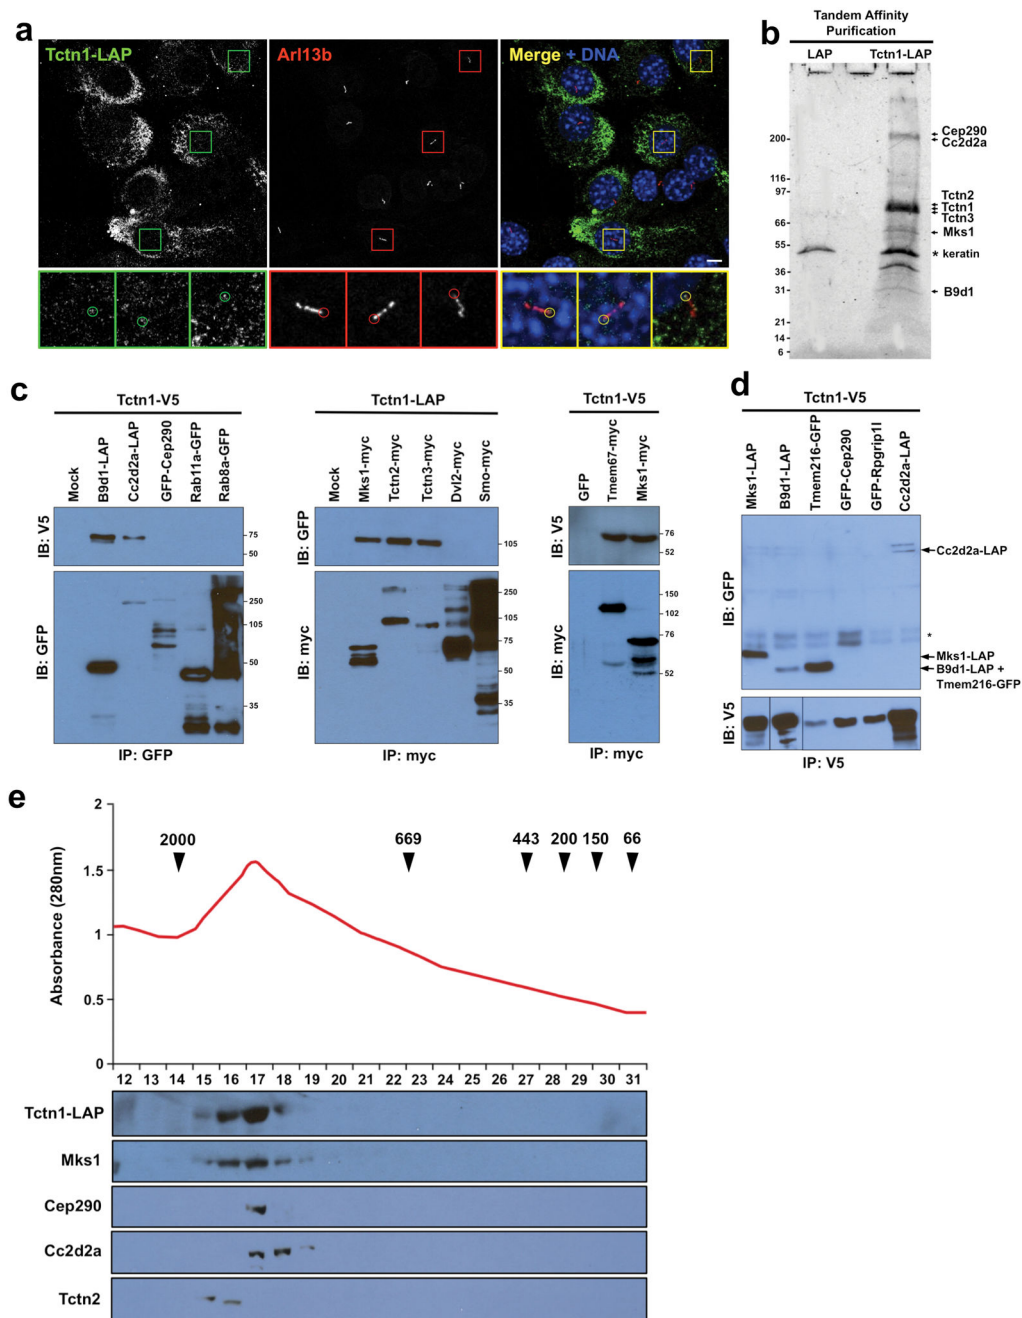 a
Tctn1-LAP
Arl13b
Merge + DNA
b
Tandem Affinity
Purification
LAP
Tctn1-LAP
200
116
97
66
55
36
31
21
14
6
Cep290
Cc2d2a
Tctn2
Tctn1
Tctn3
Mks1
* keratin
B9d1
c
Tctn1-V5
Mock
B9d1-LAP
Cc2d2a-LAP
GFP-Cep290
Rab11a-GFP
Rab8a-GFP
IB: V5
75
50
IB: GFP
250
105
75
50
35
IP: GFP
Tctn1-LAP
Mock
Mks1-myc
Tctn2-myc
Tctn3-myc
Dvl2-myc
Smo-myc
IB: GFP
105
IB: myc
250
105
75
50
35
IP: myc
Tctn1-V5
GFP
Tmem67-myc
Mks1-myc
IB: V5
76
52
IB: myc
150
102
76
52
IP: myc
d
Tctn1-V5
Mks1-LAP
B9d1-LAP
Tmem216-GFP
GFP-Cep290
GFP-Rpgrip1l
Cc2d2a-LAP
IB: GFP
Cc2d2a-LAP
*
Mks1-LAP
B9d1-LAP +
Tmem216-GFP
IB: V5
IP: V5
e
Absorbance (280nm)
2
1.5
1
0.5
0
2000
669
443
200
150
66
12 13 14 15 16 17 18 19 20 21 22 23 24 25 26 27 28 29 30 31
Tctn1-LAP
Mks1
Cep290
Cc2d2a
Tctn2